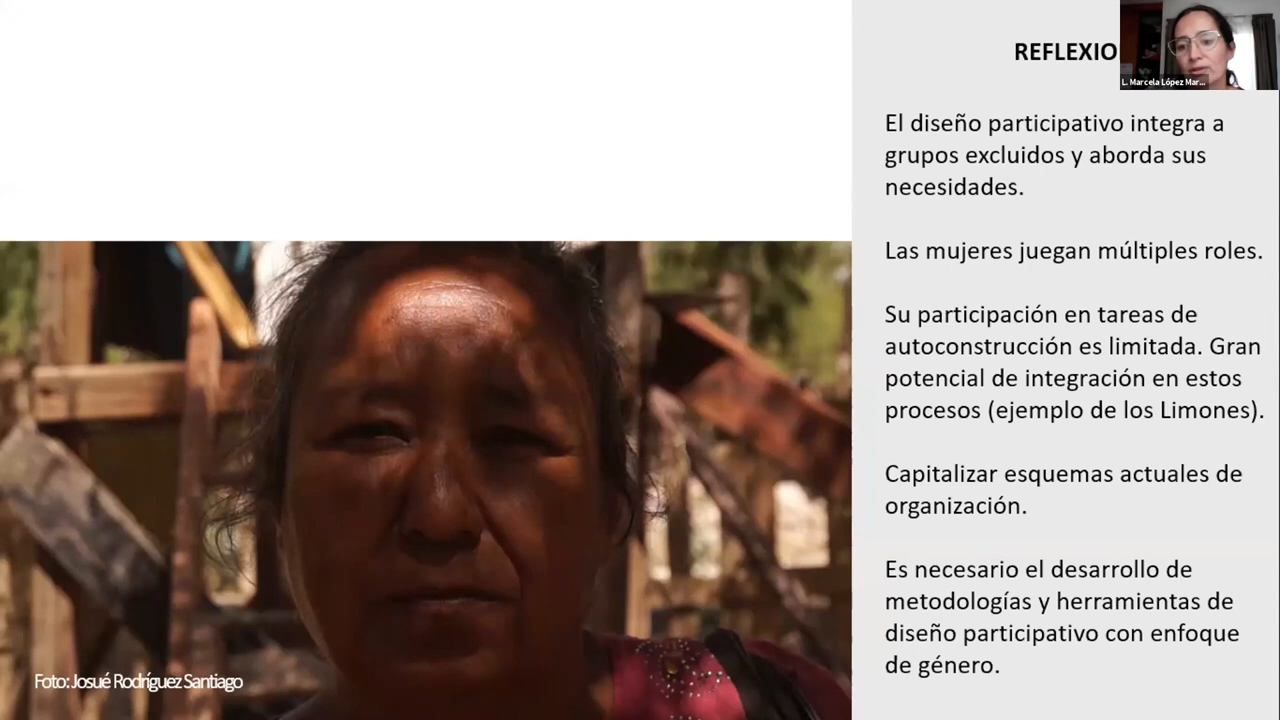 REFLEXIO
L. Marcela López Mar...
El diseño participativo integra a
grupos excluidos y aborda sus
necesidades.
Las mujeres juegan múltiples roles.
Su participación en tareas de
autoconstrucción es limitada. Gran
potencial de integración en estos
procesos (ejemplo de los Limones).
Capitalizar esquemas actuales de
organización.
Es necesario el desarrollo de
metodologías y herramientas de
diseño participativo con enfoque
de género.
Foto: Josué Rodríguez Santiago